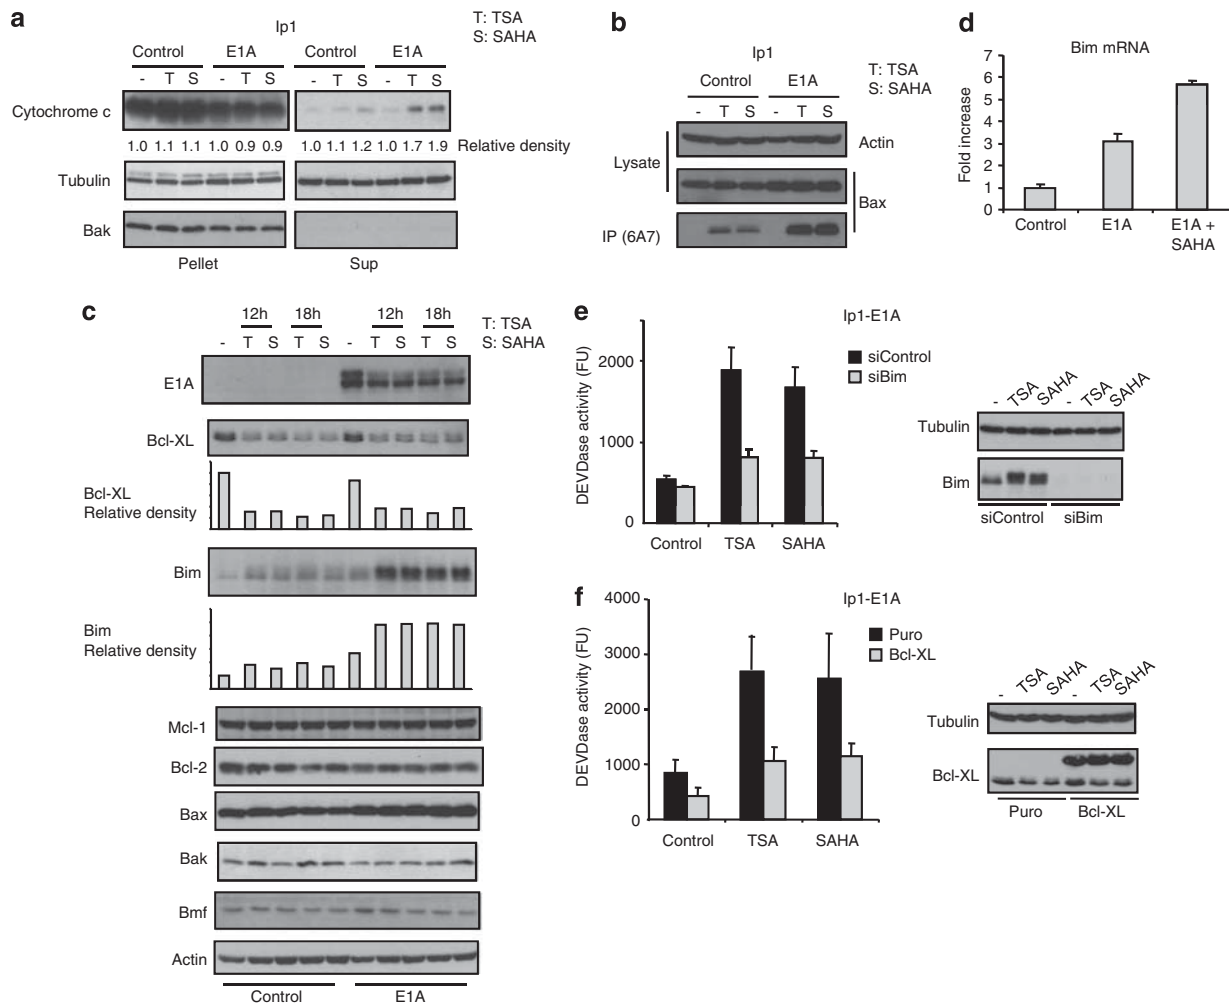 a
Ip1
T: TSA
S: SAHA
Control E1A Control E1A
- T S - T S - T S - T S
Cytochrome c
1.0 1.1 1.1 1.0 0.9 0.9 1.0 1.1 1.2 1.0 1.7 1.9 Relative density
Tubulin
Bak
Pellet Sup
b
Ip1
T: TSA
S: SAHA
Control E1A
- T S - T S
Lysate
Actin
Bax
IP (6A7)
d
Bim mRNA
Fold increase
7
6
5
4
3
2
1
0
Control E1A E1A +
SAHA
c
12h 18h 12h 18h
T: TSA
S: SAHA
- T S T S - T S T S
E1A
Bcl-XL
Bcl-XL
Relative density
Bim
Bim
Relative density
Mcl-1
Bcl-2
Bax
Bak
Bmf
Actin
Control E1A
e
Ip1-E1A
siControl
siBim
DEVDase activity (FU)
2000
1000
0
Control TSA SAHA
- TSA SAHA - TSA SAHA
Tubulin
Bim
siControl siBim
f
Ip1-E1A
Puro
Bcl-XL
DEVDase activity (FU)
4000
3000
2000
1000
0
Control TSA SAHA
- TSA SAHA - TSA SAHA
Tubulin
Bcl-XL
Puro Bcl-XL